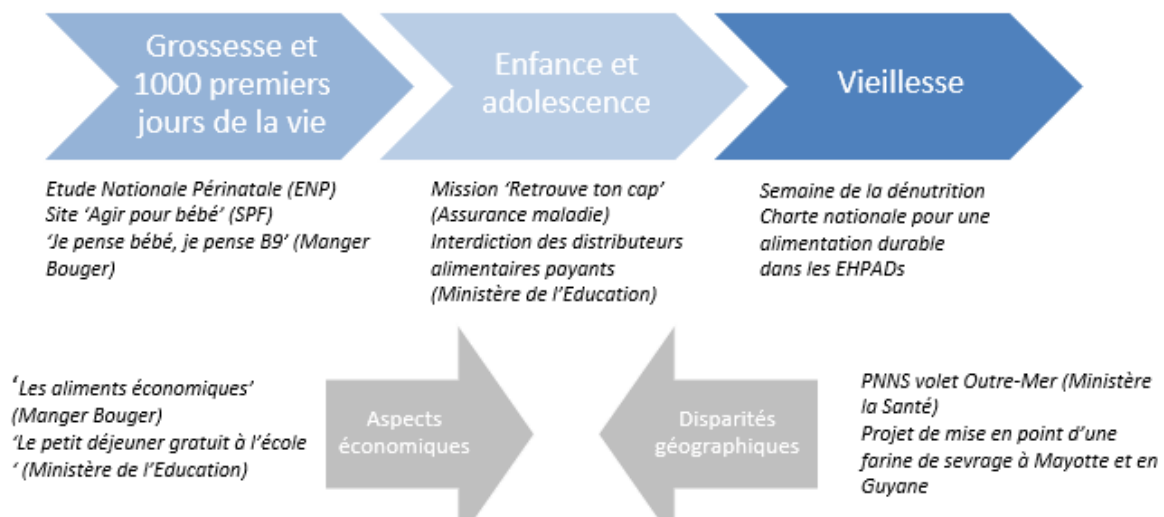 Grossesse et
1000 premiers
jours de la vie
Enfance et
adolescence
Vieillesse
Etude Nationale Périnatale (ENP)
Site ‘Agir pour bébé’ (SPF)
‘Je pense bébé, je pense B9’ (Manger
Bouger)
Mission ‘Retrouve ton cap’
(Assurance maladie)
Interdiction des distributeurs
alimentaires payants
(Ministère de l’Education)
Semaine de la dénutrition
Charte nationale pour une
alimentation durable
dans les EHPADs
‘Les aliments économiques’
(Manger Bouger)
‘Le petit déjeuner gratuit à l’école
‘ (Ministère de l’Education)
Aspects
économiques
Disparités
géographiques
PNNS volet Outre-Mer (Ministère
la Santé)
Projet de mise en point d’une
farine de sevrage à Mayotte et en
Guyane